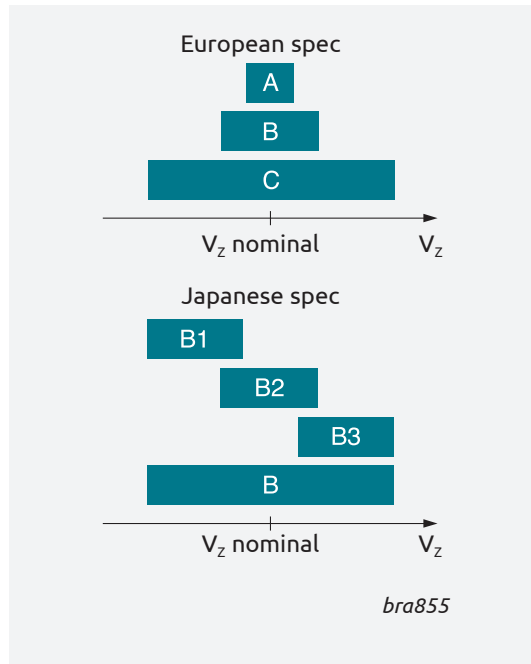 European spec
A
B
C
VZ nominal VZ
Japanese spec
B1
B2
B3
B
VZ nominal VZ
bra855